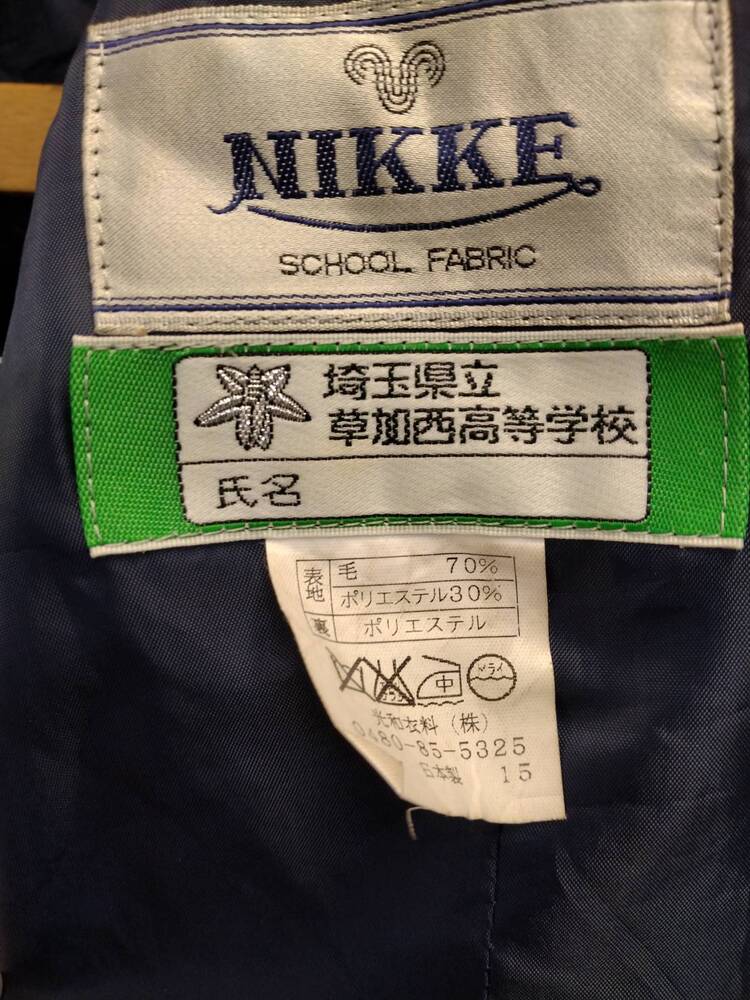 NIKKE
SCHOOL FABRIC
埼玉県立
草加西高等学校
氏名
表地 毛 70%
ポリエステル30%
裏 ポリエステル
中 ドライ
光和衣料（株）
0480-85-5325
日本製 15